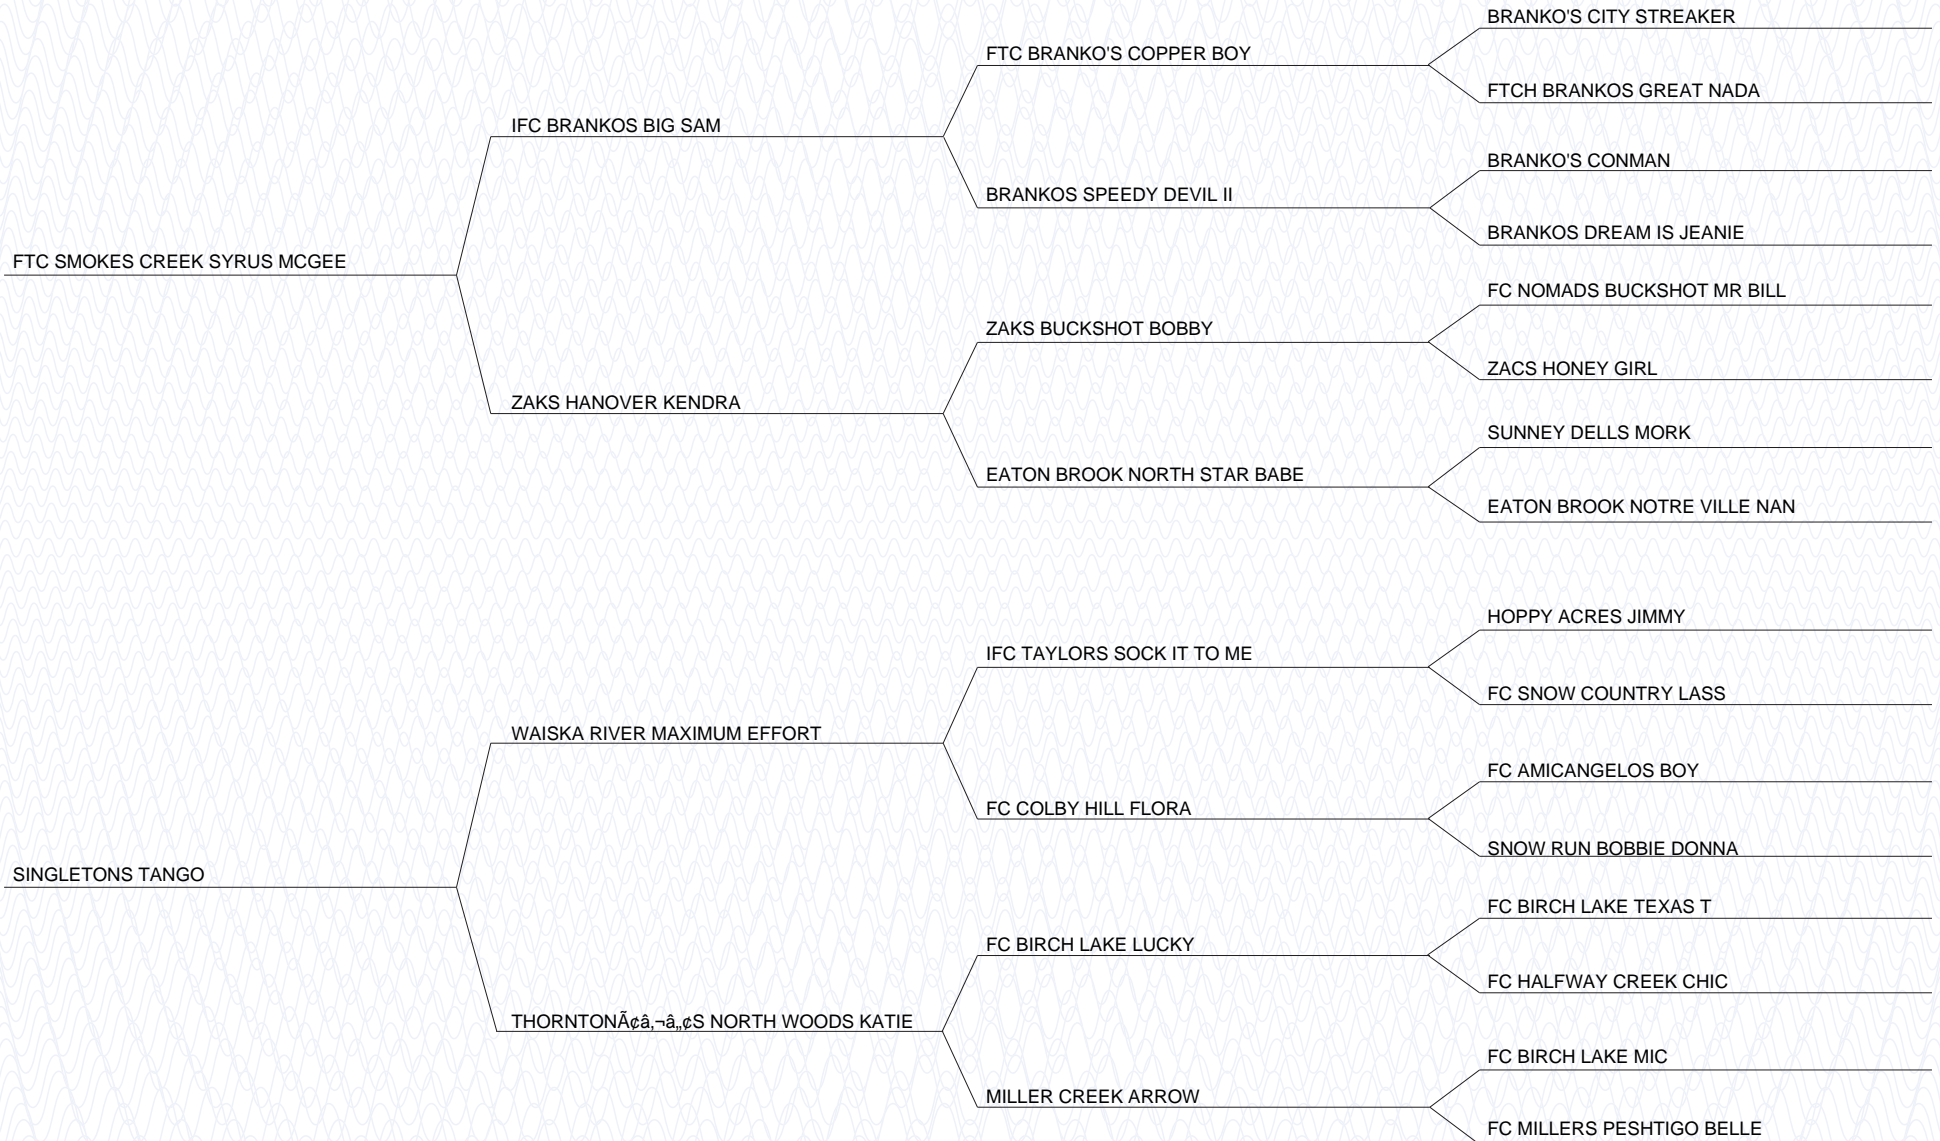 BRANKO'S CITY STREAKER
FTC BRANKO'S COPPER BOY
FTCH BRANKOS GREAT NADA
IFC BRANKOS BIG SAM
BRANKO'S CONMAN
BRANKOS SPEEDY DEVIL II
BRANKOS DREAM IS JEANIE
FTC SMOKES CREEK SYRUS MCGEE
FC NOMADS BUCKSHOT MR BILL
ZAKS BUCKSHOT BOBBY
ZACS HONEY GIRL
ZAKS HANOVER KENDRA
SUNNEY DELLS MORK
EATON BROOK NORTH STAR BABE
EATON BROOK NOTRE VILLE NAN
HOPPY ACRES JIMMY
IFC TAYLORS SOCK IT TO ME
FC SNOW COUNTRY LASS
WAISKA RIVER MAXIMUM EFFORT
FC AMICANGELOS BOY
FC COLBY HILL FLORA
SNOW RUN BOBBIE DONNA
SINGLETONS TANGO
FC BIRCH LAKE TEXAS T
FC BIRCH LAKE LUCKY
FC HALFWAY CREEK CHIC
THORNTONÃ¢â‚¬â„¢S NORTH WOODS KATIE
FC BIRCH LAKE MIC
MILLER CREEK ARROW
FC MILLERS PESHTIGO BELLE